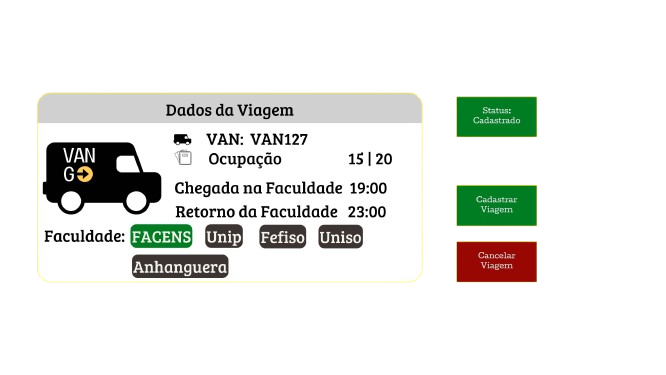 Dados da Viagem
VAN: VAN127
Ocupação 15 | 20
Chegada na Faculdade 19:00
Retorno da Faculdade 23:00
VAN
GO
Faculdade: FACENS Unip Fefiso Uniso
Anhanguera
Status:
Cadastrado
Cadastrar
Viagem
Cancelar
Viagem